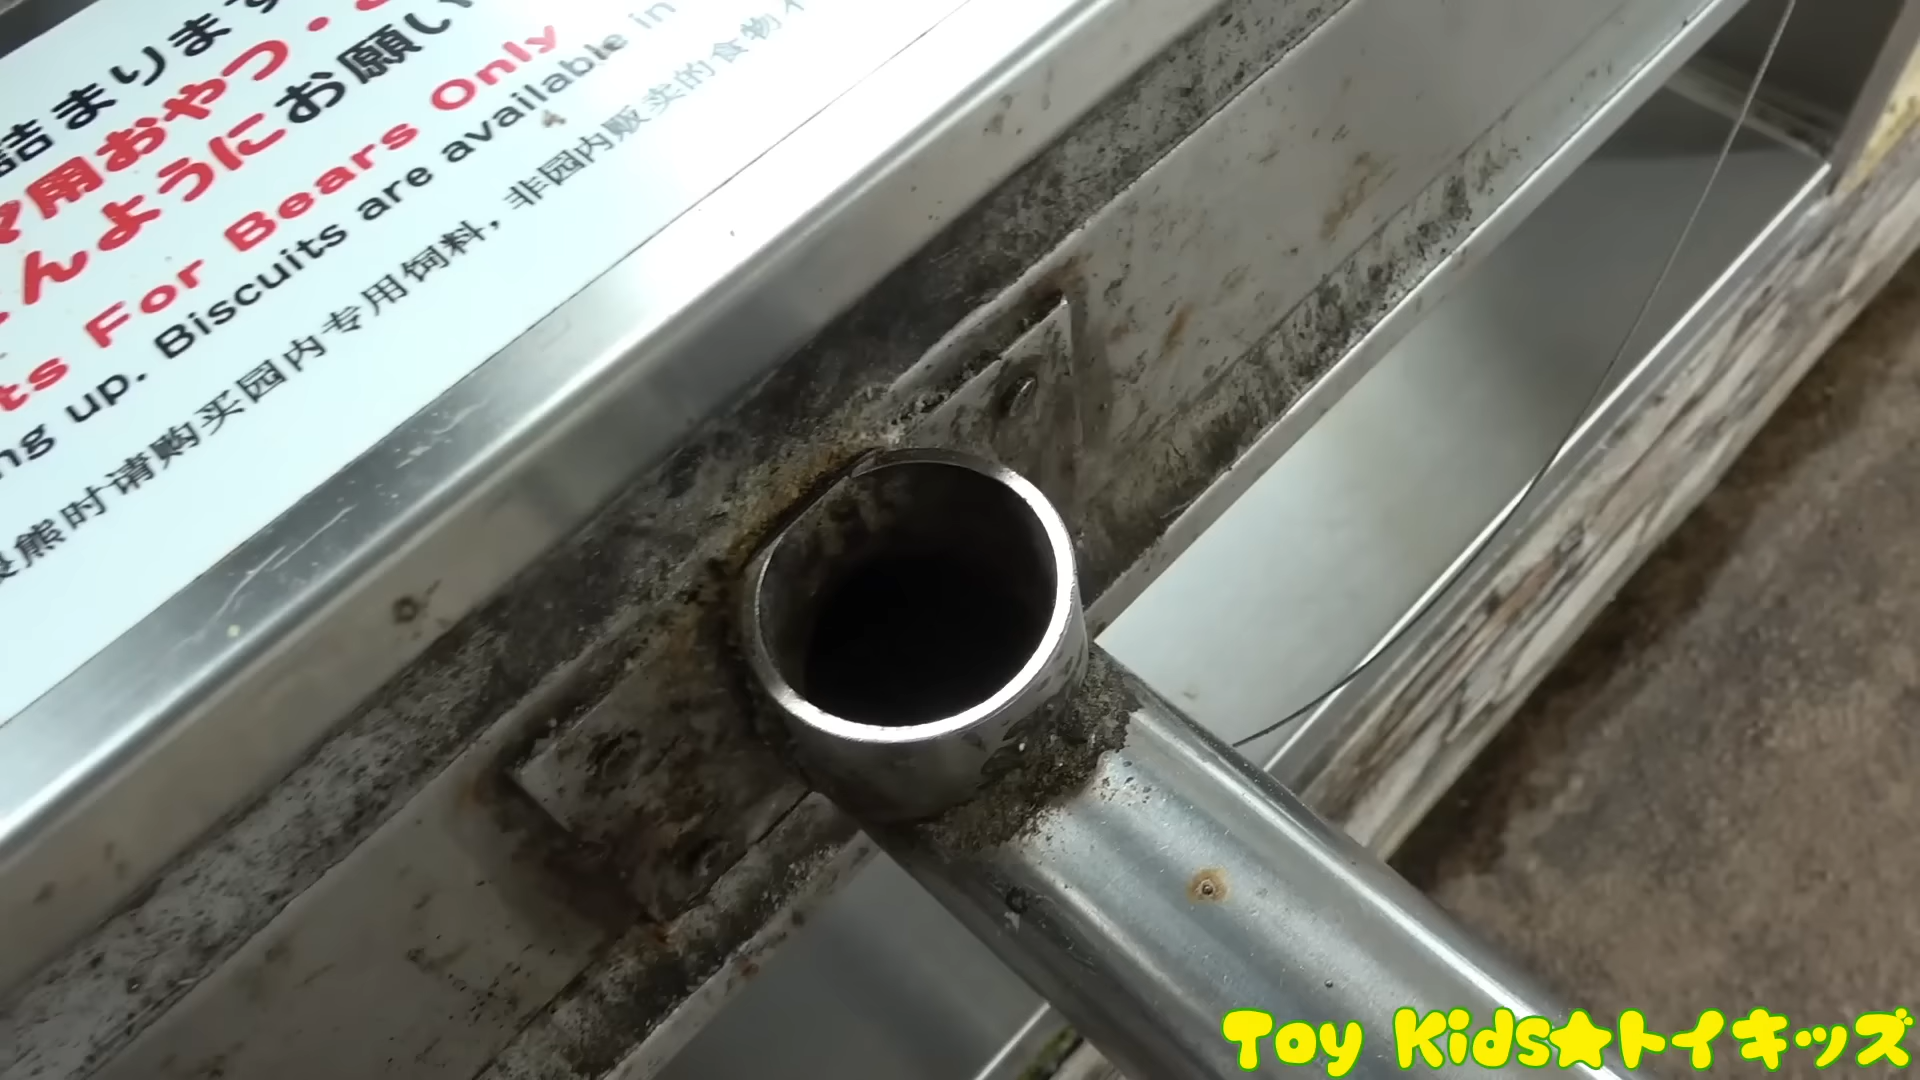 詰まります
用おやつ・
んようにお願い
ts For Bears Only
ng up. Biscuits are available in
熊时请购买园内专用饲料，非园内贩卖的食物
Toy Kids★トイキッズ